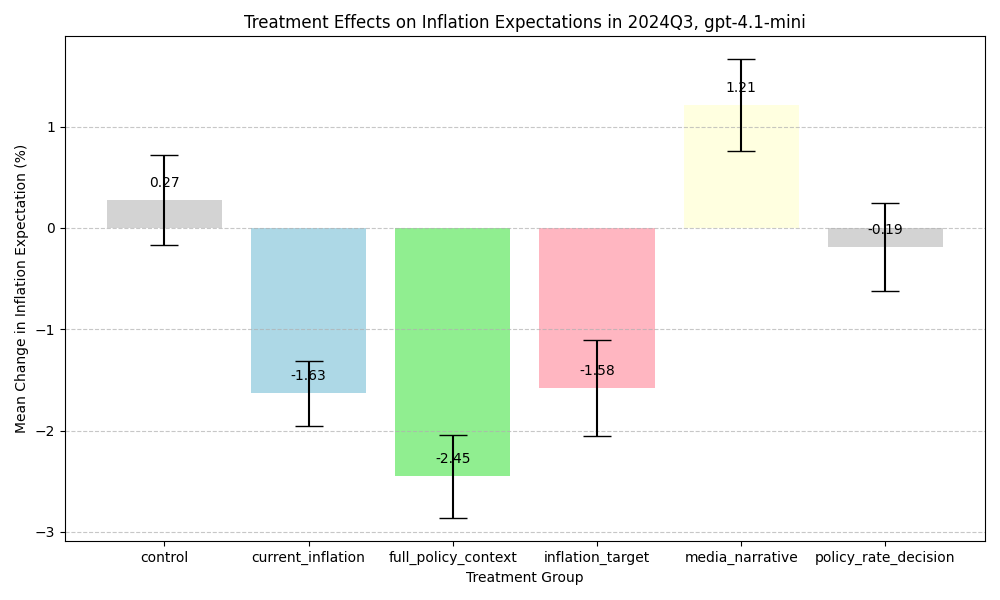 Treatment Effects on Inflation Expectations in 2024Q3, gpt-4.1-mini
Mean Change in Inflation Expectation (%)
1
0
−1
−2
−3
0.27
-1.63
-2.45
-1.58
1.21
-0.19
control
current_inflation
full_policy_context
inflation_target
media_narrative
policy_rate_decision
Treatment Group